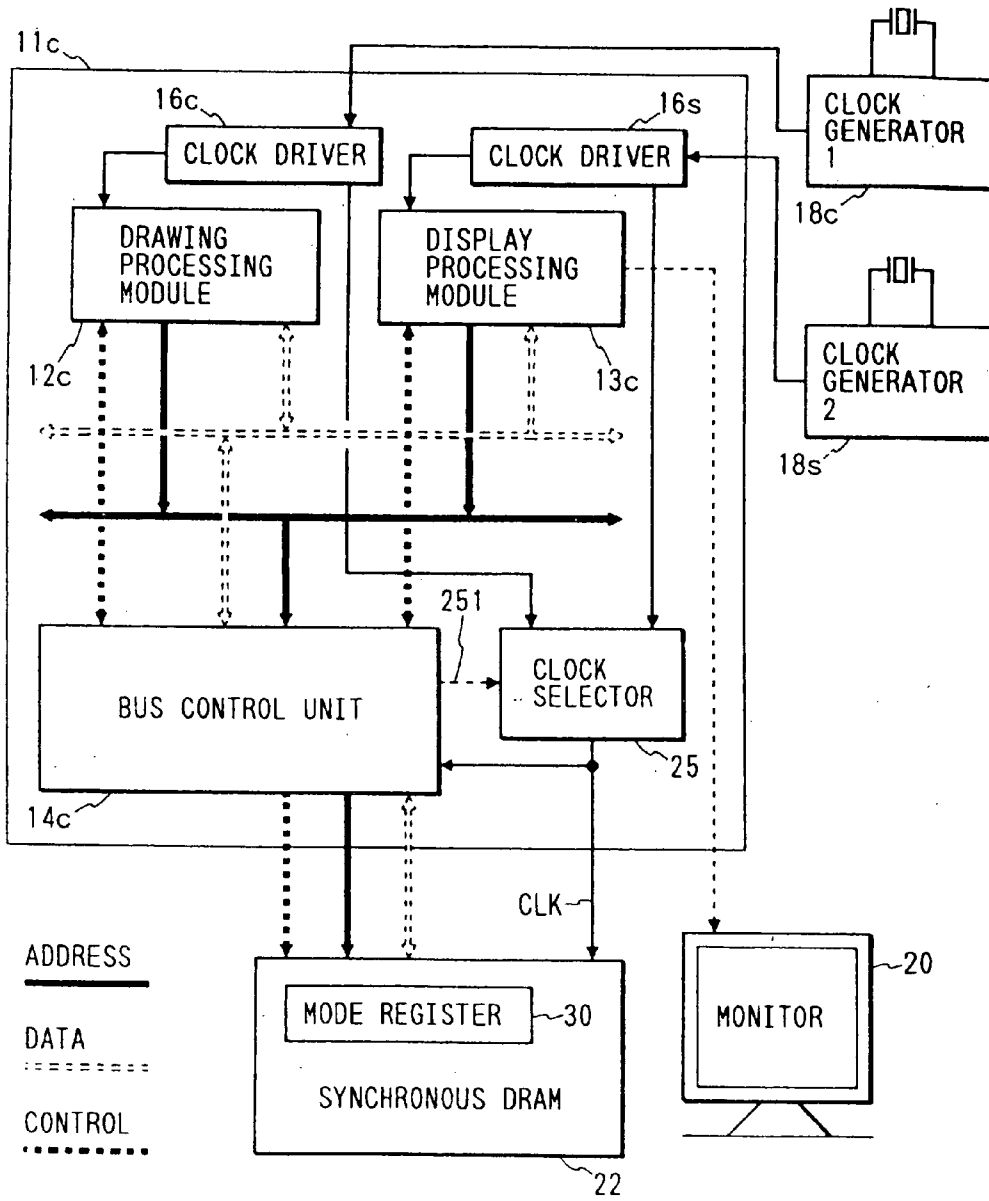 11c
16c
CLOCK DRIVER
16s
CLOCK DRIVER
CLOCK
GENERATOR
1
18c
DRAWING
PROCESSING
MODULE
12c
DISPLAY
PROCESSING
MODULE
13c
CLOCK
GENERATOR
2
18s
251
BUS CONTROL UNIT
14c
CLOCK
SELECTOR
25
CLK
ADDRESS
DATA
CONTROL
MODE REGISTER
30
SYNCHRONOUS DRAM
22
MONITOR
20